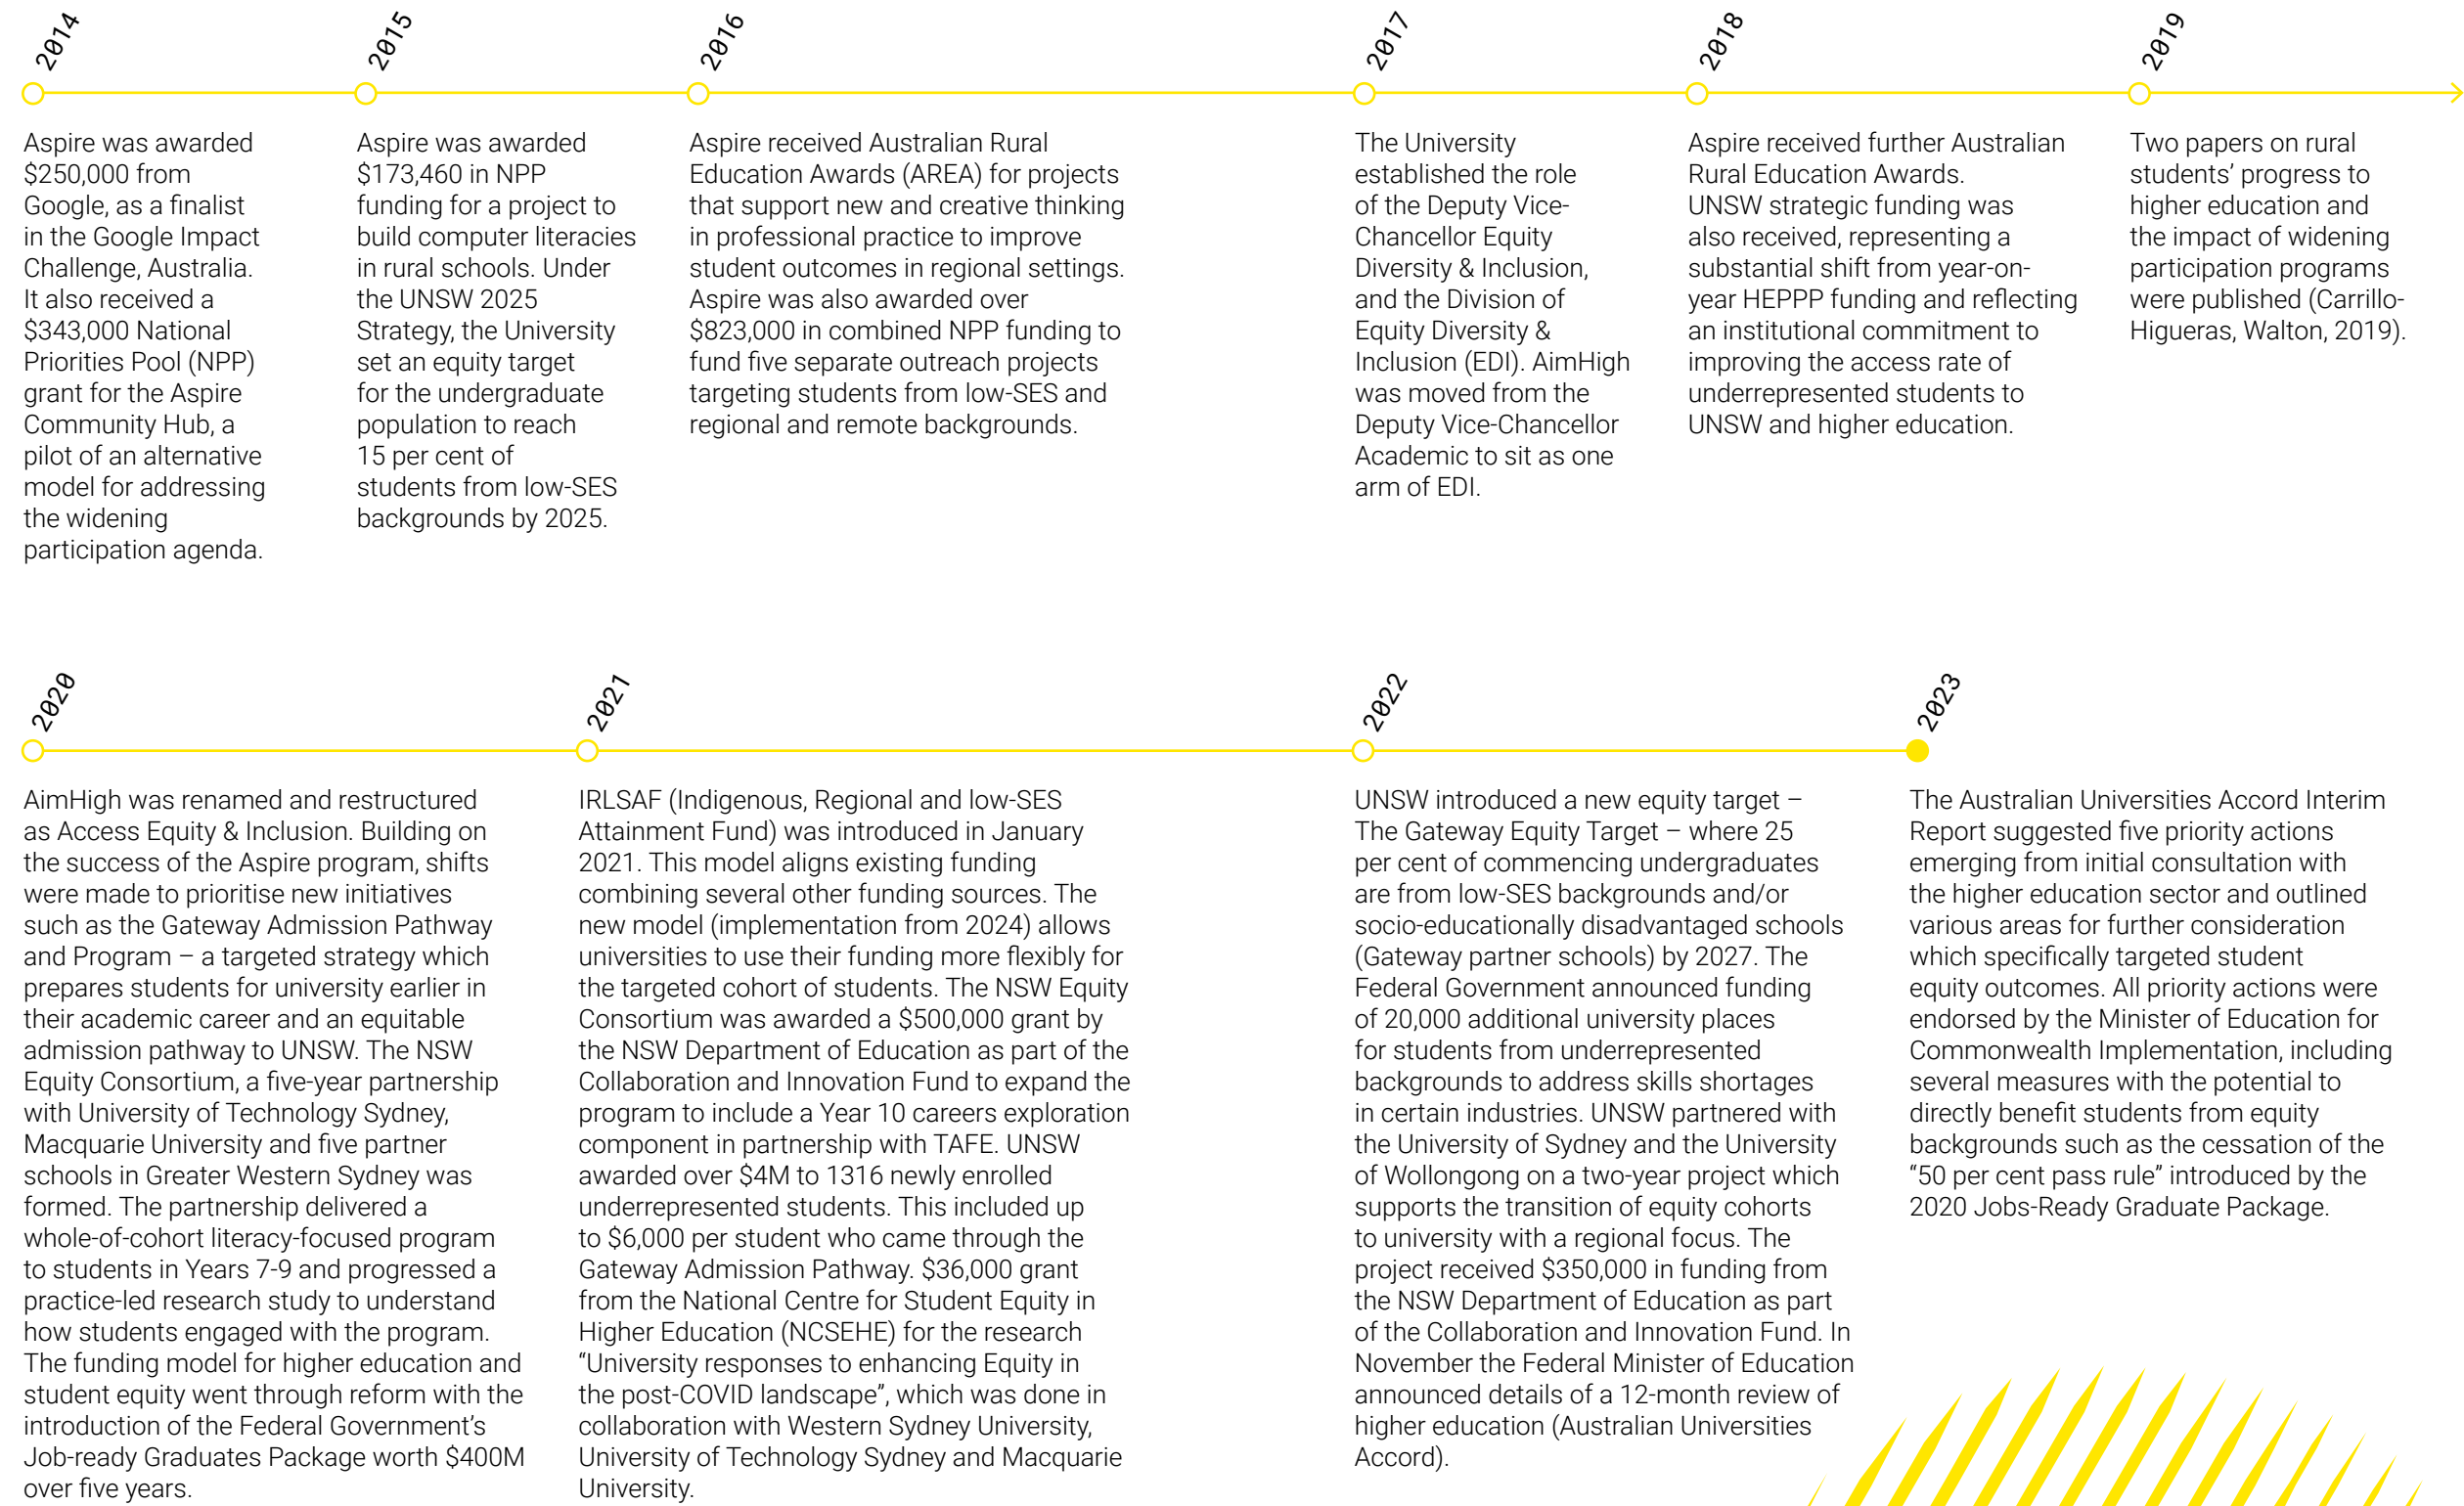 2014
Aspire was awarded
$250,000 from
Google, as a finalist
in the Google Impact
Challenge, Australia.
It also received a
$343,000 National
Priorities Pool (NPP)
grant for the Aspire
Community Hub, a
pilot of an alternative
model for addressing
the widening
participation agenda.
2015
Aspire was awarded
$173,460 in NPP
funding for a project to
build computer literacies
in rural schools. Under
the UNSW 2025
Strategy, the University
set an equity target
for the undergraduate
population to reach
15 per cent of
students from low-SES
backgrounds by 2025.
2016
Aspire received Australian Rural
Education Awards (AREA) for projects
that support new and creative thinking
in professional practice to improve
student outcomes in regional settings.
Aspire was also awarded over
$823,000 in combined NPP funding to
fund five separate outreach projects
targeting students from low-SES and
regional and remote backgrounds.
2017
The University
established the role
of the Deputy Vice-
Chancellor Equity
Diversity & Inclusion,
and the Division of
Equity Diversity &
Inclusion (EDI). AimHigh
was moved from the
Deputy Vice-Chancellor
Academic to sit as one
arm of EDI.
2018
Aspire received further Australian
Rural Education Awards.
UNSW strategic funding was
also received, representing a
substantial shift from year-on-
year HEPPP funding and reflecting
an institutional commitment to
improving the access rate of
underrepresented students to
UNSW and higher education.
2019
Two papers on rural
students’ progress to
higher education and
the impact of widening
participation programs
were published (Carrillo-
Higueras, Walton, 2019).
2020
AimHigh was renamed and restructured
as Access Equity & Inclusion. Building on
the success of the Aspire program, shifts
were made to prioritise new initiatives
such as the Gateway Admission Pathway
and Program – a targeted strategy which
prepares students for university earlier in
their academic career and an equitable
admission pathway to UNSW. The NSW
Equity Consortium, a five-year partnership
with University of Technology Sydney,
Macquarie University and five partner
schools in Greater Western Sydney was
formed. The partnership delivered a
whole-of-cohort literacy-focused program
to students in Years 7-9 and progressed a
practice-led research study to understand
how students engaged with the program.
The funding model for higher education and
student equity went through reform with the
introduction of the Federal Government’s
Job-ready Graduates Package worth $400M
over five years.
2021
IRLSAF (Indigenous, Regional and low-SES
Attainment Fund) was introduced in January
2021. This model aligns existing funding
combining several other funding sources. The
new model (implementation from 2024) allows
universities to use their funding more flexibly for
the targeted cohort of students. The NSW Equity
Consortium was awarded a $500,000 grant by
the NSW Department of Education as part of the
Collaboration and Innovation Fund to expand the
program to include a Year 10 careers exploration
component in partnership with TAFE. UNSW
awarded over $4M to 1316 newly enrolled
underrepresented students. This included up
to $6,000 per student who came through the
Gateway Admission Pathway. $36,000 grant
from the National Centre for Student Equity in
Higher Education (NCSEHE) for the research
“University responses to enhancing Equity in
the post-COVID landscape”, which was done in
collaboration with Western Sydney University,
University of Technology Sydney and Macquarie
University.
2022
UNSW introduced a new equity target –
The Gateway Equity Target – where 25
per cent of commencing undergraduates
are from low-SES backgrounds and/or
socio-educationally disadvantaged schools
(Gateway partner schools) by 2027. The
Federal Government announced funding
of 20,000 additional university places
for students from underrepresented
backgrounds to address skills shortages
in certain industries. UNSW partnered with
the University of Sydney and the University
of Wollongong on a two-year project which
supports the transition of equity cohorts
to university with a regional focus. The
project received $350,000 in funding from
the NSW Department of Education as part
of the Collaboration and Innovation Fund. In
November the Federal Minister of Education
announced details of a 12-month review of
higher education (Australian Universities
Accord).
2023
The Australian Universities Accord Interim
Report suggested five priority actions
emerging from initial consultation with
the higher education sector and outlined
various areas for further consideration
which specifically targeted student
equity outcomes. All priority actions were
endorsed by the Minister of Education for
Commonwealth Implementation, including
several measures with the potential to
directly benefit students from equity
backgrounds such as the cessation of the
“50 per cent pass rule” introduced by the
2020 Jobs-Ready Graduate Package.